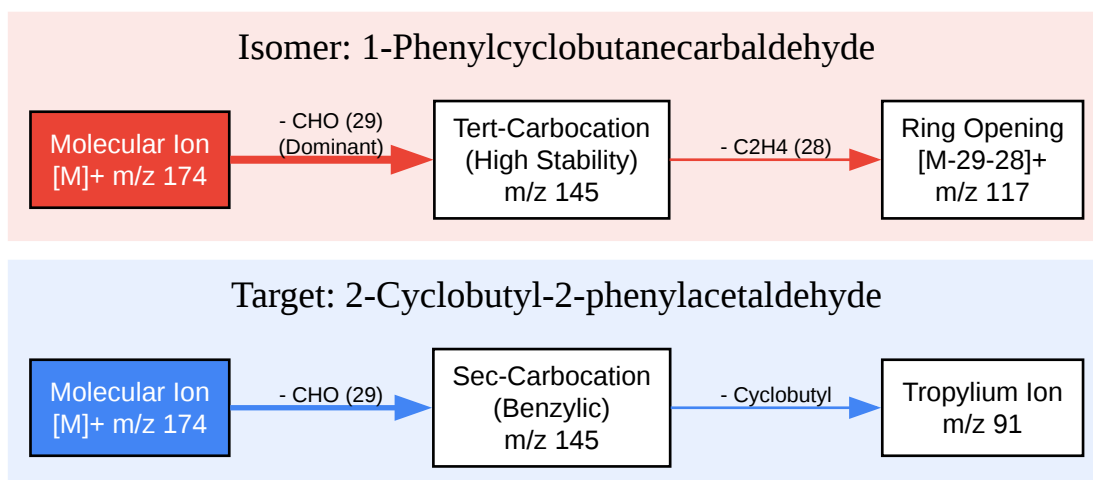 Isomer: 1-Phenylcyclobutanecarbaldehyde
Molecular Ion
[M]+ m/z 174
- CHO (29)
(Dominant)
Tert-Carbocation
(High Stability)
m/z 145
- C2H4 (28)
Ring Opening
[M-29-28]+
m/z 117
Target: 2-Cyclobutyl-2-phenylacetaldehyde
Molecular Ion
[M]+ m/z 174
- CHO (29)
Sec-Carbocation
(Benzylic)
m/z 145
- Cyclobutyl
Tropylium Ion
m/z 91